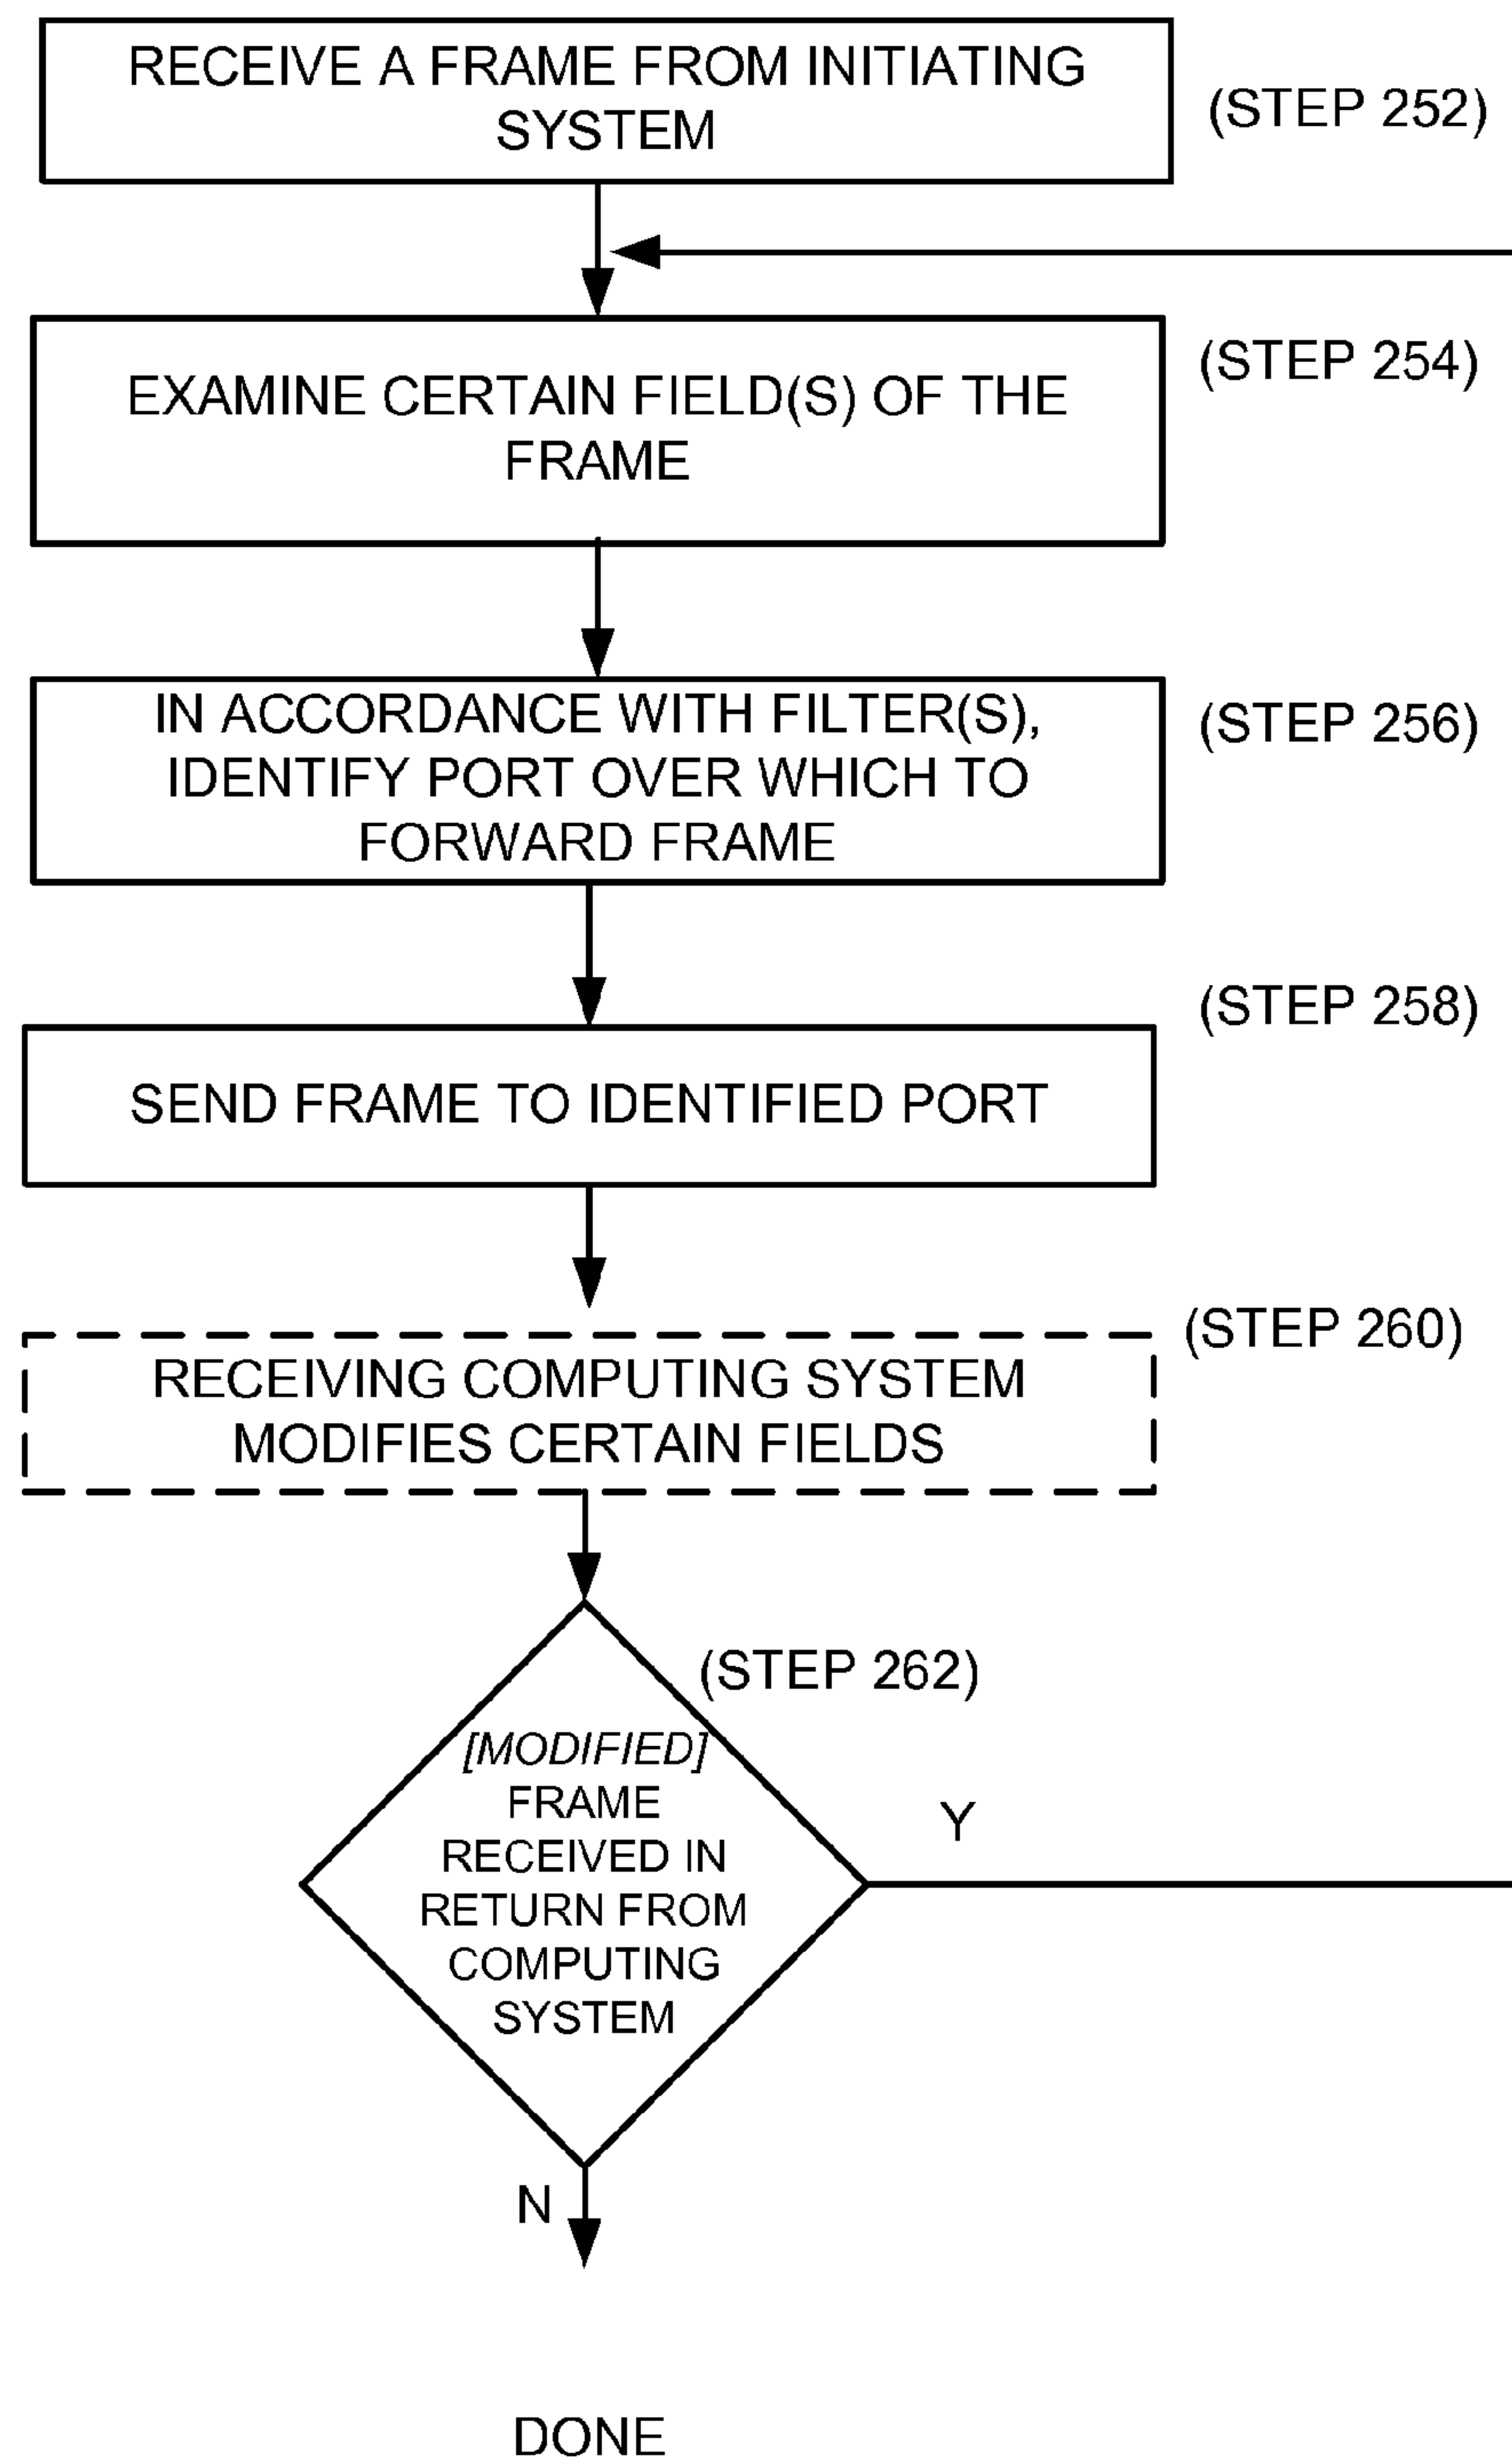 RECEIVE A FRAME FROM INITIATING
SYSTEM
(STEP 252)
(STEP 254)
EXAMINE CERTAIN FIELD(S) OF THE
FRAME
IN ACCORDANCE WITH FILTER(S),
IDENTIFY PORT OVER WHICH TO
FORWARD FRAME
(STEP 256)
(STEP 258)
SEND FRAME TO IDENTIFIED PORT
(STEP 260)
RECEIVING COMPUTING SYSTEM
MODIFIES CERTAIN FIELDS
(STEP 262)
[MODIFIED]
FRAME
RECEIVED IN
RETURN FROM
COMPUTING
SYSTEM
Y
N
DONE